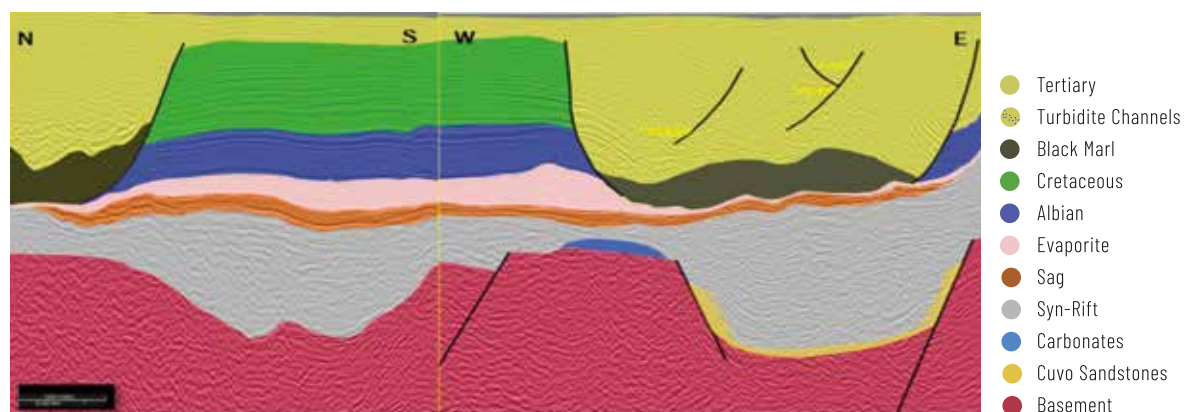 N
S
W
E
Tertiary
Turbidite Channels
Black Marl
Cretaceous
Albian
Evaporite
Sag
Syn-Rift
Carbonates
Cuvo Sandstones
Basement